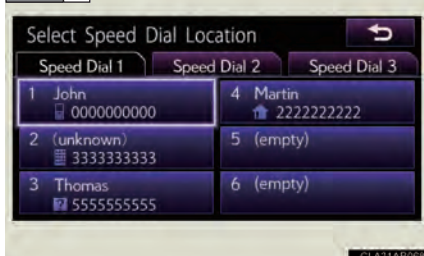 Select Speed Dial Location
Speed Dial 1 Speed Dial 2 Speed Dial 3
1 John
0000000000
2 (unknown)
3333333333
3 Thomas
5555555555
4 Martin
2222222222
5 (empty)
6 (empty)